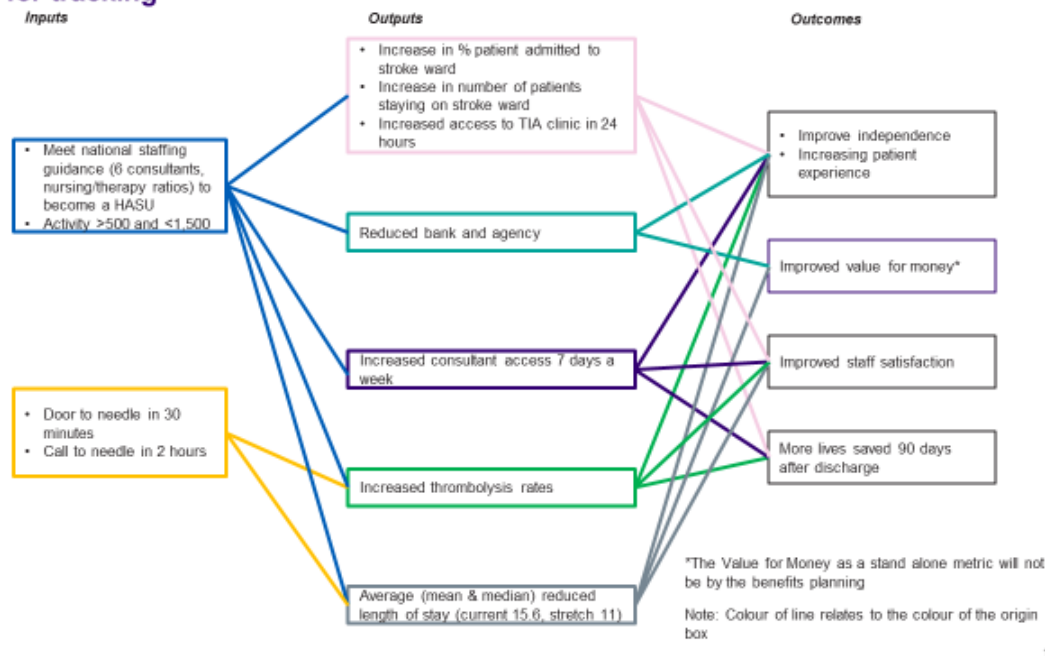 for tracking
Inputs
Outputs
Outcomes
• Meet national staffing
guidance (6 consultants,
nursing/therapy ratios) to
become a HASU
• Activity >500 and <1,500
• Door to needle in 30
minutes
• Call to needle in 2 hours
• Increase in % patient admitted to
stroke ward
• Increase in number of patients
staying on stroke ward
• Increased access to TIA clinic in 24
hours
Reduced bank and agency
Increased consultant access 7 days a
week
Increased thrombolysis rates
Average (mean & median) reduced
length of stay (current 15.6, stretch 11)
• Improve independence
• Increasing patient
experience
Improved value for money*
Improved staff satisfaction
More lives saved 90 days
after discharge
*The Value for Money as a stand alone metric will not
be by the benefits planning
Note: Colour of line relates to the colour of the origin
box